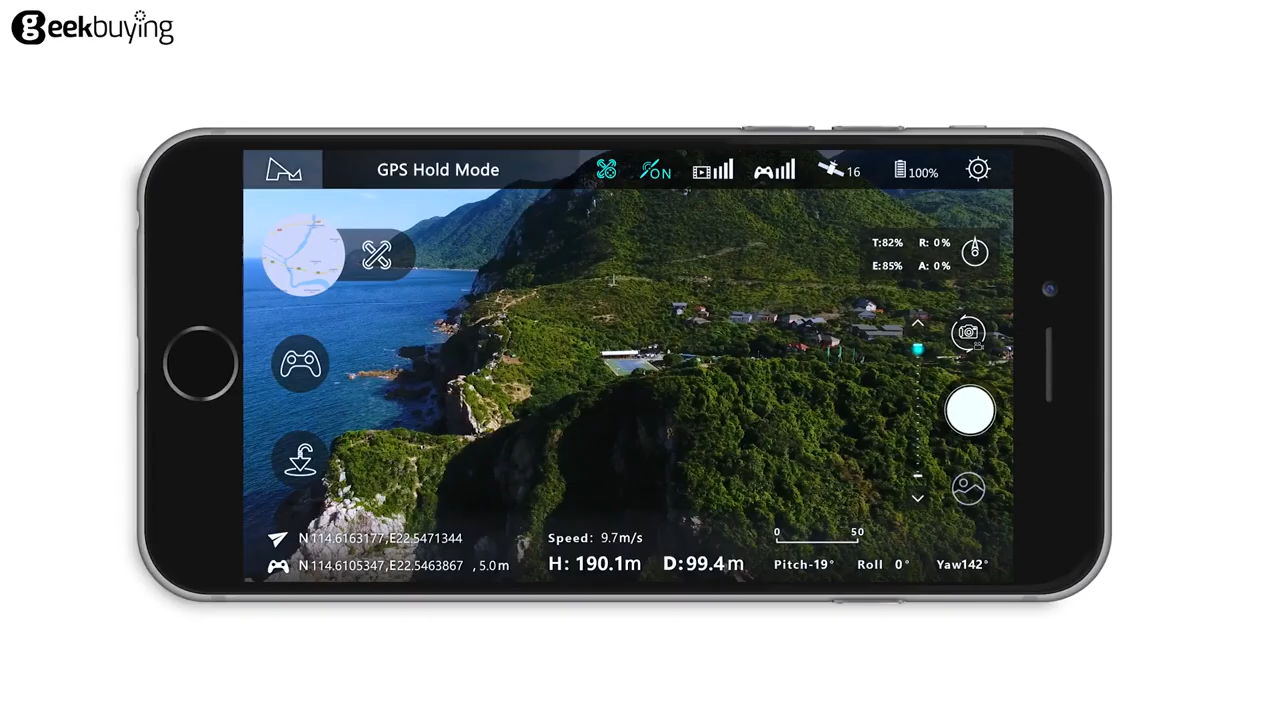 geekbuying
GPS Hold Mode
ON
16
100%
T:82% R: 0%
E:85% A: 0%
N114.6163177,E22.5471344
N114.6105347,E22.5463867 , 5.0m
Speed: 9.7m/s
H: 190.1m D:99.4m
0 50
Pitch-19° Roll 0° Yaw142°